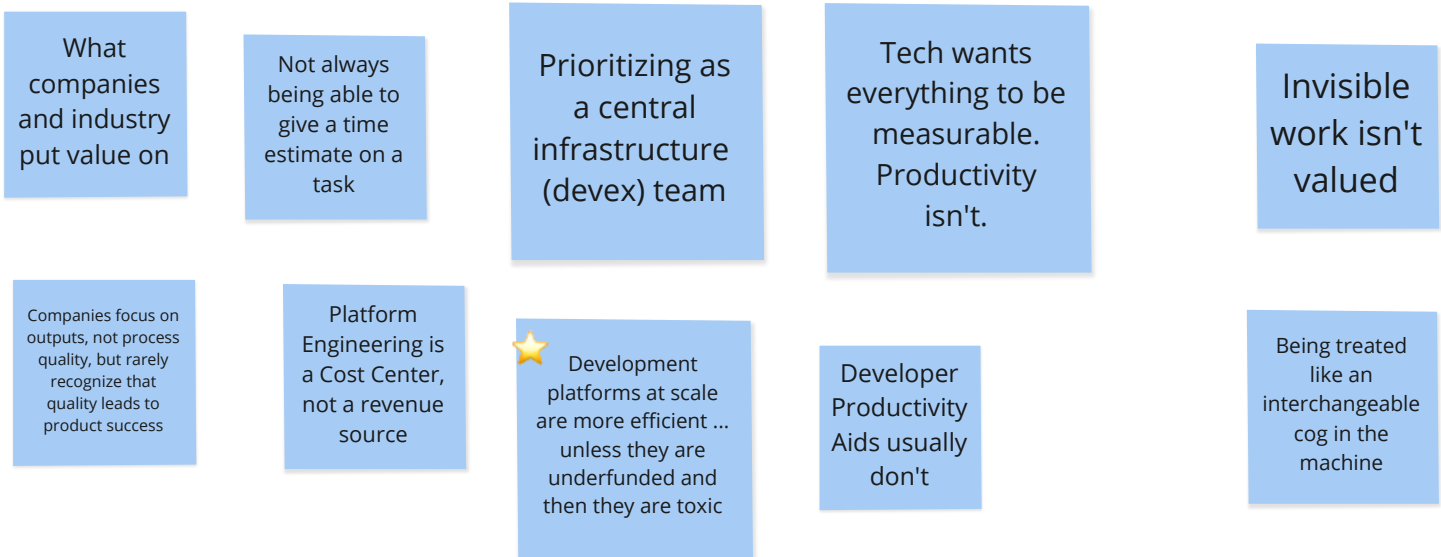 What
companies
and industry
put value on
Not always
being able to
give a time
estimate on a
task
Prioritizing as
a central
infrastructure
(devex) team
Tech wants
everything to be
measurable.
Productivity
isn't.
Invisible
work isn't
valued
Companies focus on
outputs, not process
quality, but rarely
recognize that
quality leads to
product success
Platform
Engineering is
a Cost Center,
not a revenue
source
Development
platforms at scale
are more efficient ...
unless they are
underfunded and
then they are toxic
Developer
Productivity
Aids usually
don't
Being treated
like an
interchangeable
cog in the
machine